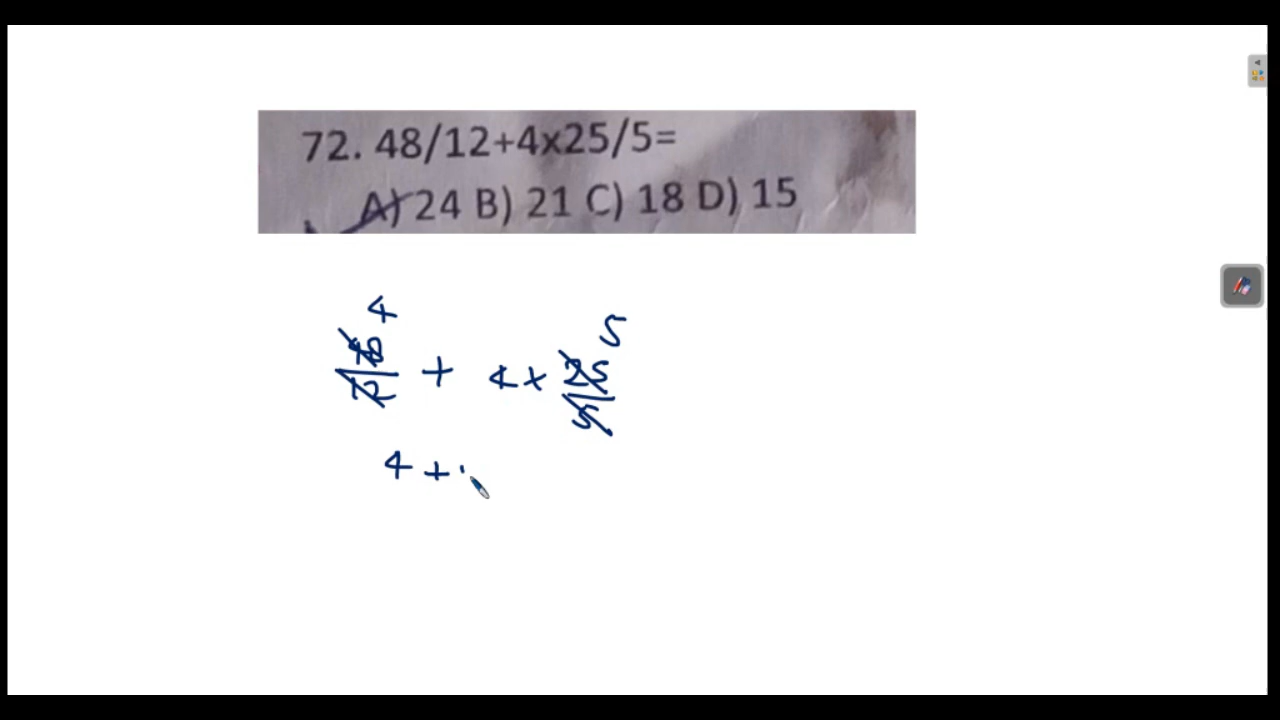 72. 48/12+4x25/5=
A) 24 B) 21 C) 18 D) 15
4 5
48 + 4 × 25
12 5
4 +